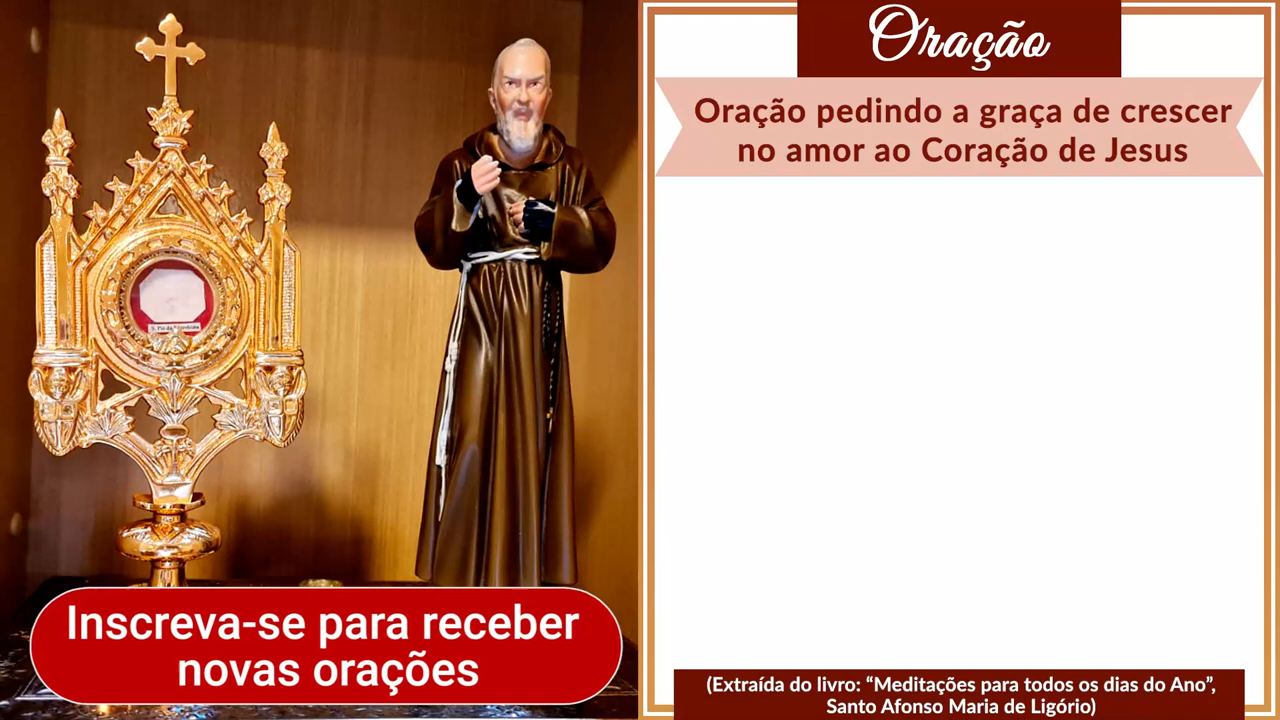 Oração
Oração pedindo a graça de crescer
no amor ao Coração de Jesus
Inscreva-se para receber
novas orações
(Extraída do livro: “Meditações para todos os dias do Ano”,
Santo Afonso Maria de Ligório)